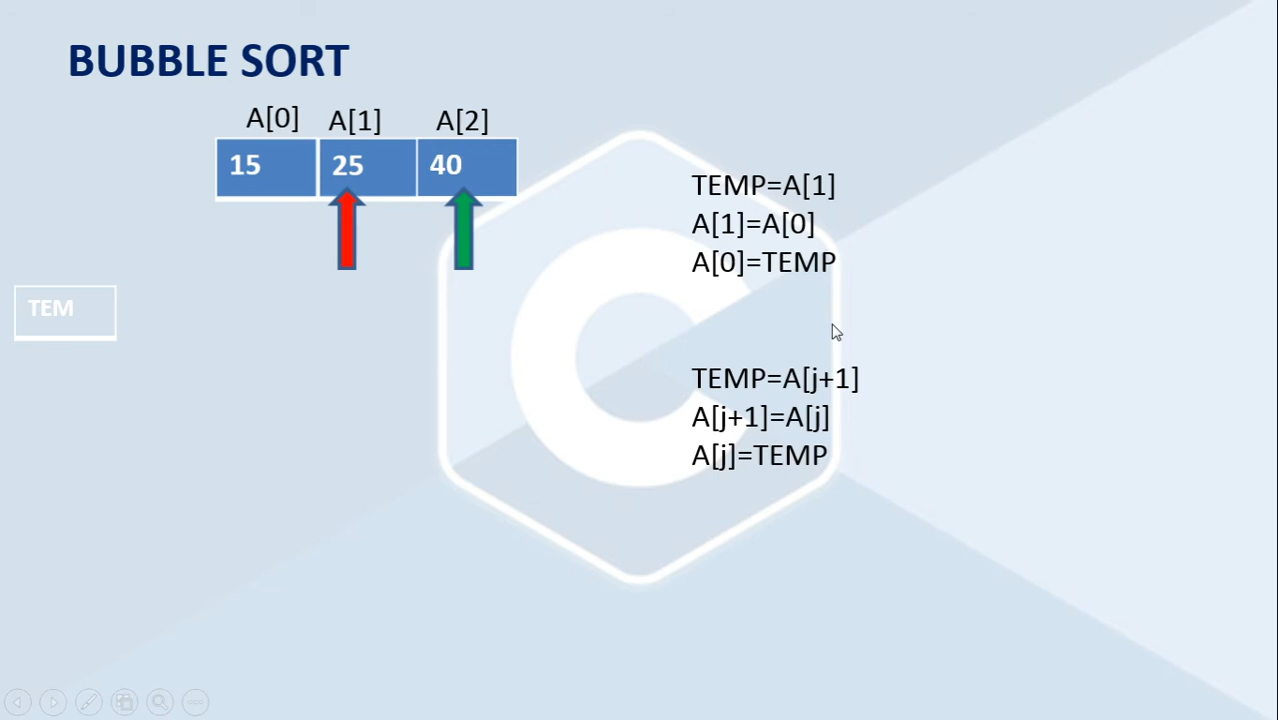 BUBBLE SORT
A[0] A[1] A[2]
15 25 40
TEMP=A[1]
A[1]=A[0]
A[0]=TEMP
TEM
TEMP=A[j+1]
A[j+1]=A[j]
A[j]=TEMP